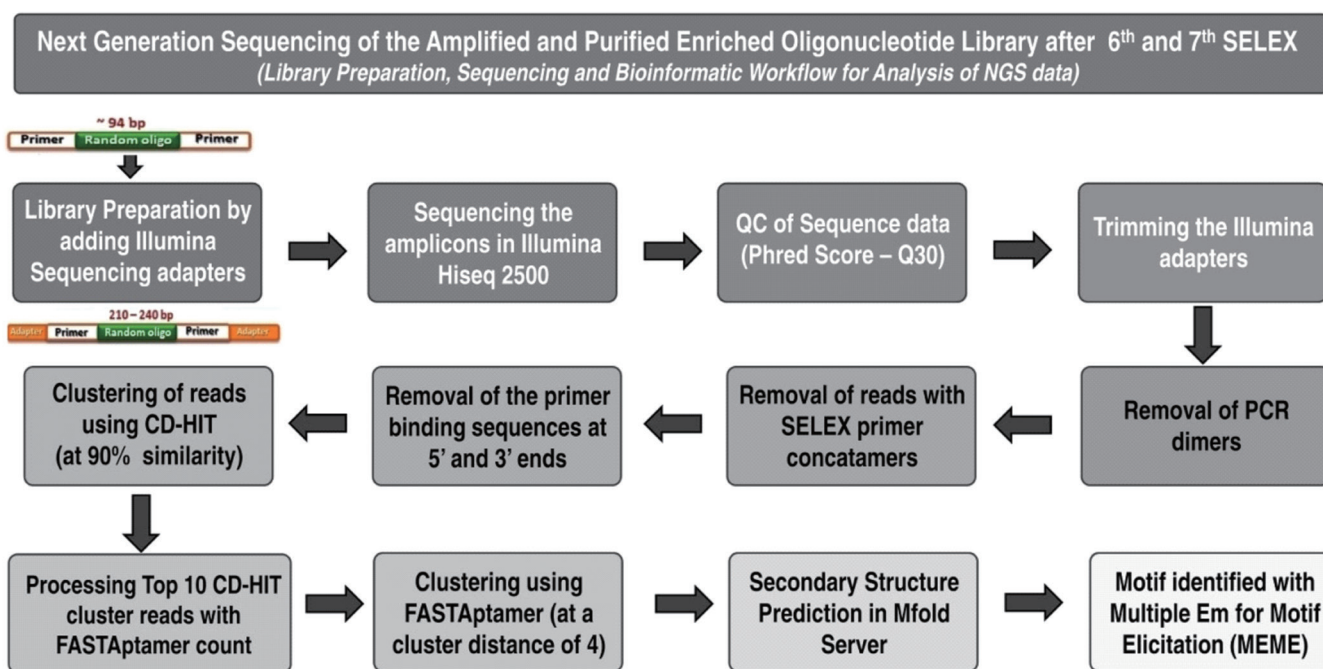 Next Generation Sequencing of the Amplified and Purified Enriched Oligonucleotide Library after 6th and 7th SELEX
(Library Preparation, Sequencing and Bioinformatic Workflow for Analysis of NGS data)
~ 94 bp
Primer Random oligo Primer
Library Preparation by
adding Illumina
Sequencing adapters
Sequencing the
amplicons in Illumina
Hiseq 2500
QC of Sequence data
(Phred Score – Q30)
Trimming the Illumina
adapters
210 – 240 bp
Adapter Primer Random oligo Primer Adapter
Removal of PCR
dimers
Removal of reads with
SELEX primer
concatamers
Removal of the primer
binding sequences at
5' and 3' ends
Clustering of reads
using CD-HIT
(at 90% similarity)
Processing Top 10 CD-HIT
cluster reads with
FASTAptamer count
Clustering using
FASTAptamer (at a
cluster distance of 4)
Secondary Structure
Prediction in Mfold
Server
Motif identified with
Multiple Em for Motif
Elicitation (MEME)